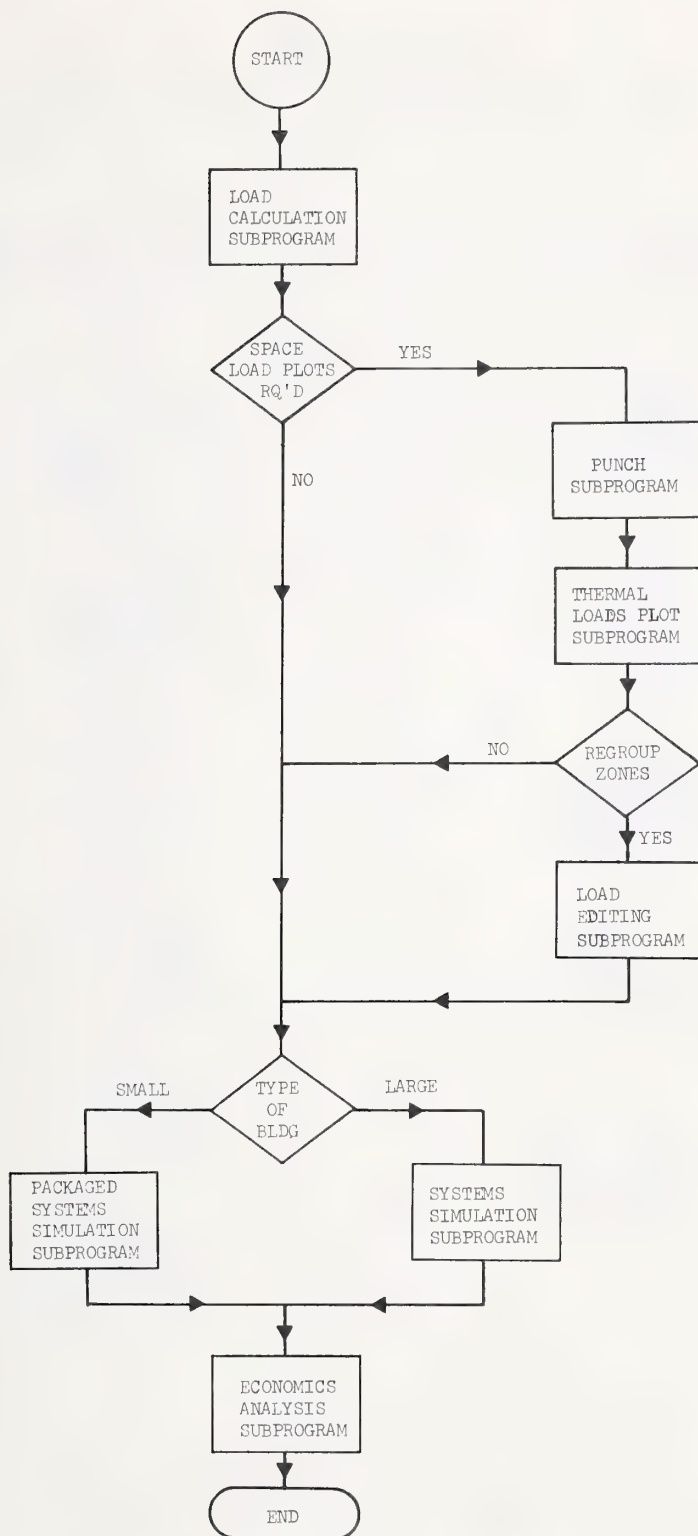 START
LOAD
CALCULATION
SUBPROGRAM
SPACE
LOAD PLOTS
RQ'D
YES
NO
PUNCH
SUBPROGRAM
THERMAL
LOADS PLOT
SUBPROGRAM
REGROUP
ZONES
NO
YES
LOAD
EDITING
SUBPROGRAM
TYPE
OF
BLDG
SMALL
LARGE
PACKAGED
SYSTEMS
SIMULATION
SUBPROGRAM
SYSTEMS
SIMULATION
SUBPROGRAM
ECONOMICS
ANALYSIS
SUBPROGRAM
END